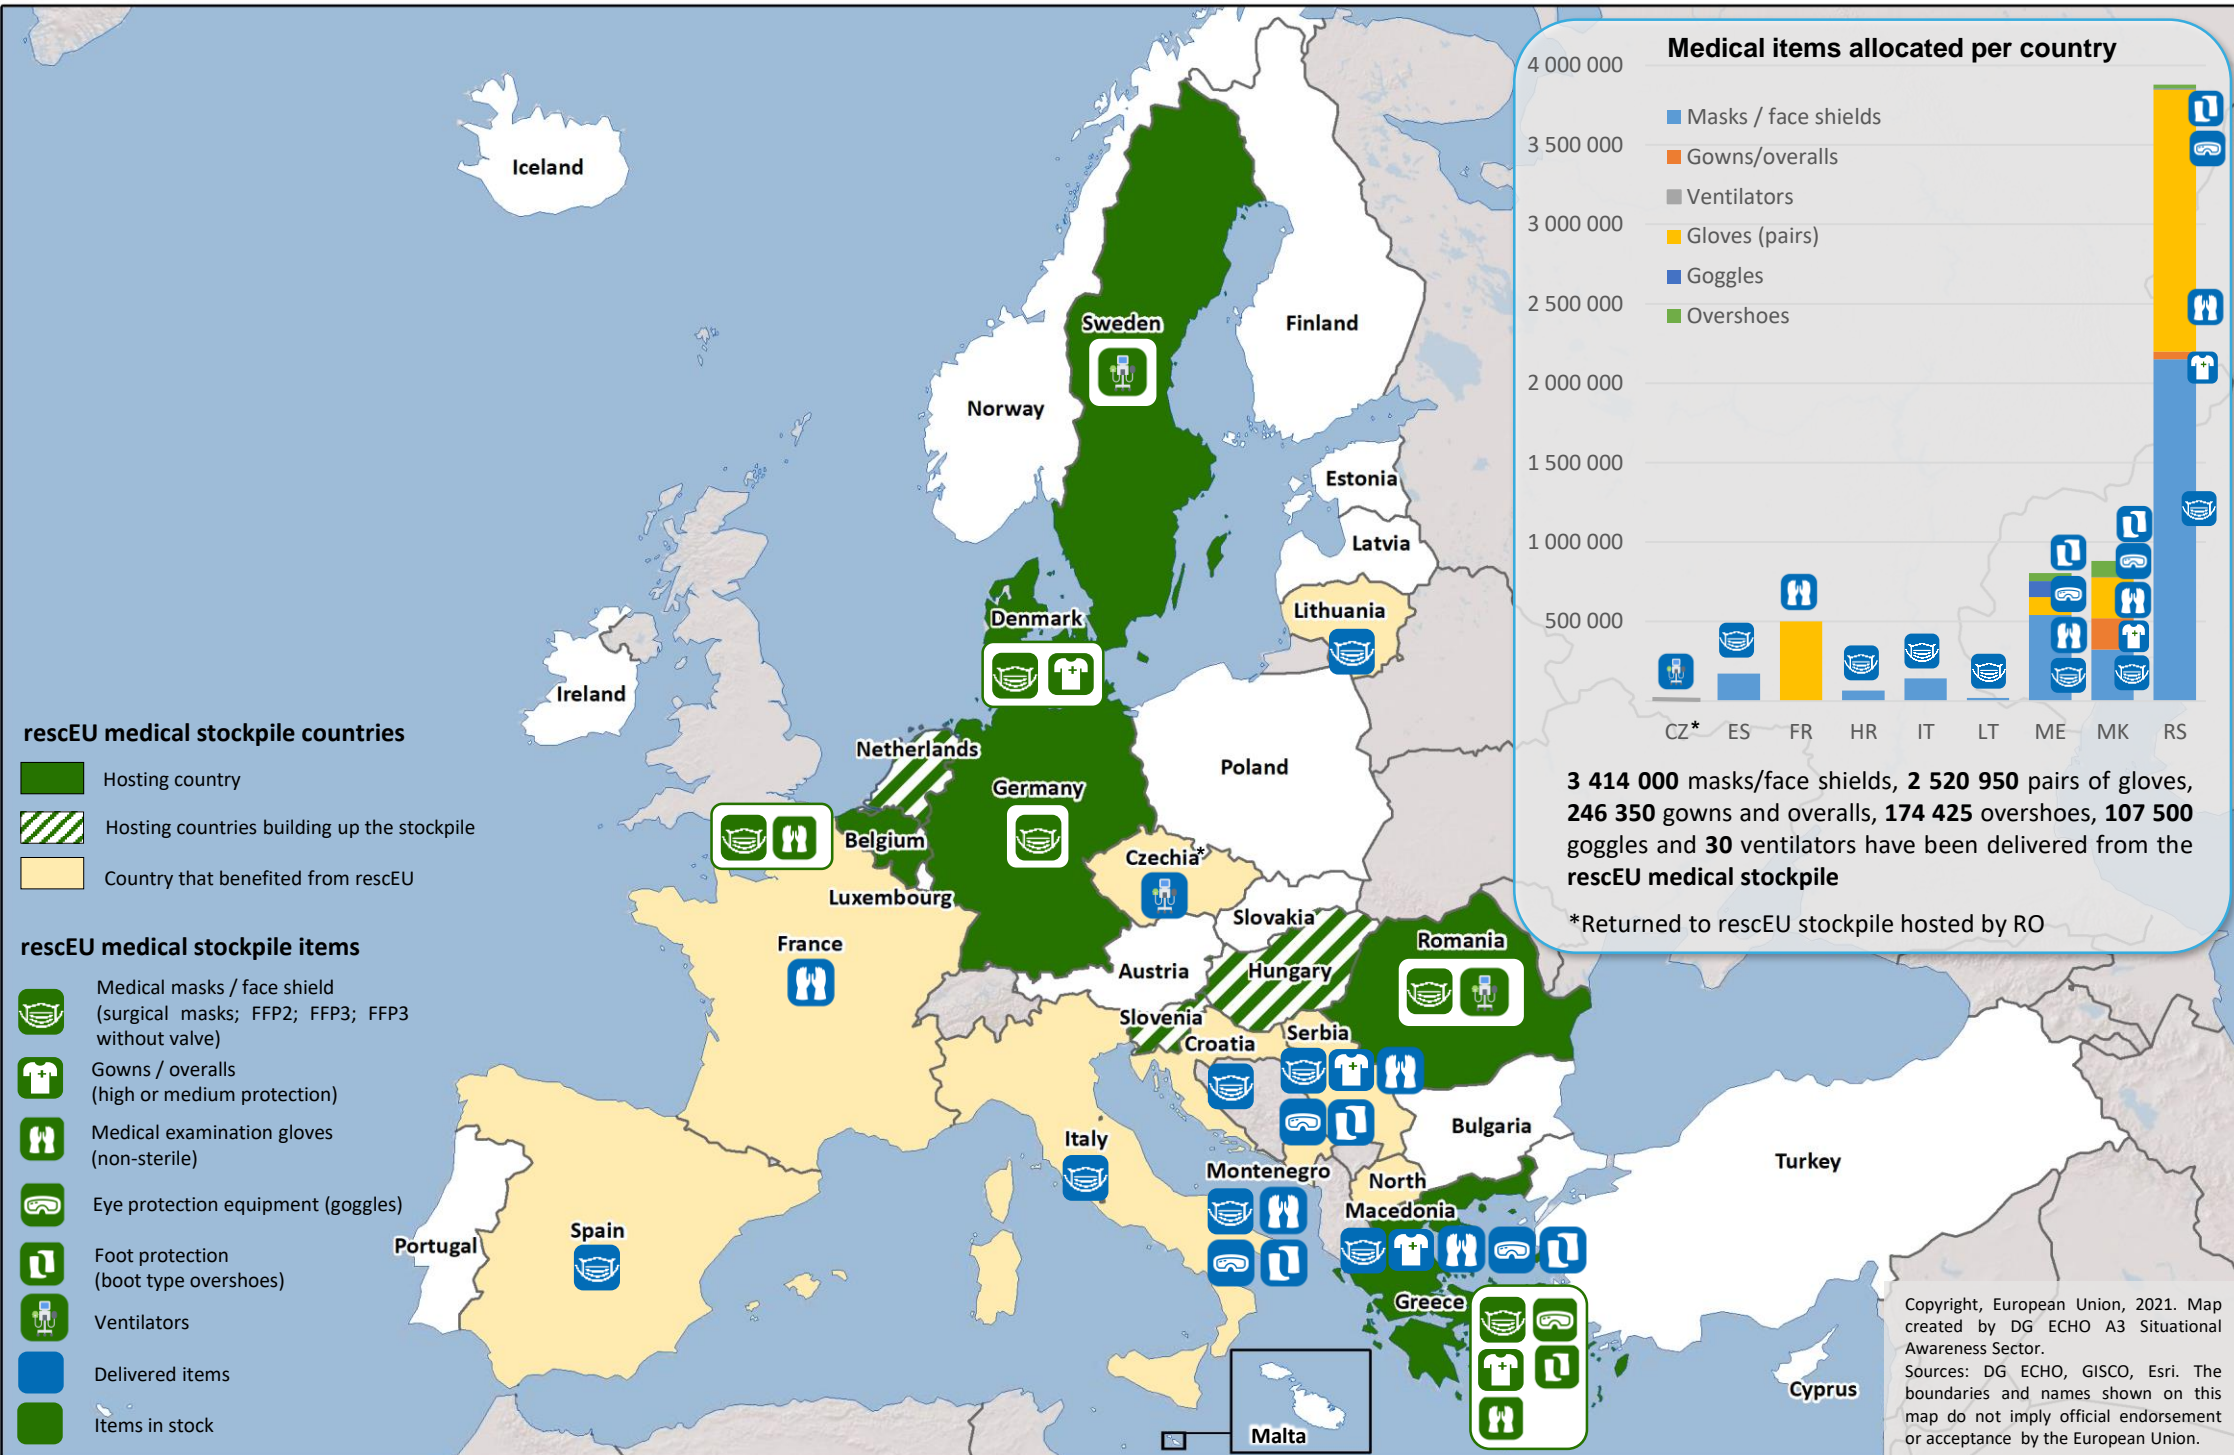 Medical items allocated per country
4 000 000
3 500 000
3 000 000
2 500 000
2 000 000
1 500 000
1 000 000
500 000
Masks / face shields
Gowns/overalls
Ventilators
Gloves (pairs)
Goggles
Overshoes
CZ* ES FR HR IT LT ME MK RS
3 414 000 masks/face shields, 2 520 950 pairs of gloves,
246 350 gowns and overalls, 174 425 overshoes, 107 500
goggles and 30 ventilators have been delivered from the
rescEU medical stockpile
*Returned to rescEU stockpile hosted by RO
Iceland
Sweden
Finland
Norway
Estonia
Latvia
Lithuania
Denmark
Ireland
Netherlands
Poland
Germany
Belgium
Czechia*
Luxembourg
Slovakia
France
Romania
Austria
Hungary
Slovenia
Serbia
Croatia
Bulgaria
Italy
Turkey
Montenegro
North
Macedonia
Spain
Portugal
Greece
Cyprus
Malta
rescEU medical stockpile countries
Hosting country
Hosting countries building up the stockpile
Country that benefited from rescEU
rescEU medical stockpile items
Medical masks / face shield
(surgical masks; FFP2; FFP3; FFP3
without valve)
Gowns / overalls
(high or medium protection)
Medical examination gloves
(non-sterile)
Eye protection equipment (goggles)
Foot protection
(boot type overshoes)
Ventilators
Delivered items
Items in stock
Copyright, European Union, 2021. Map
created by DG ECHO A3 Situational
Awareness Sector.
Sources: DG ECHO, GISCO, Esri. The
boundaries and names shown on this
map do not imply official endorsement
or acceptance by the European Union.